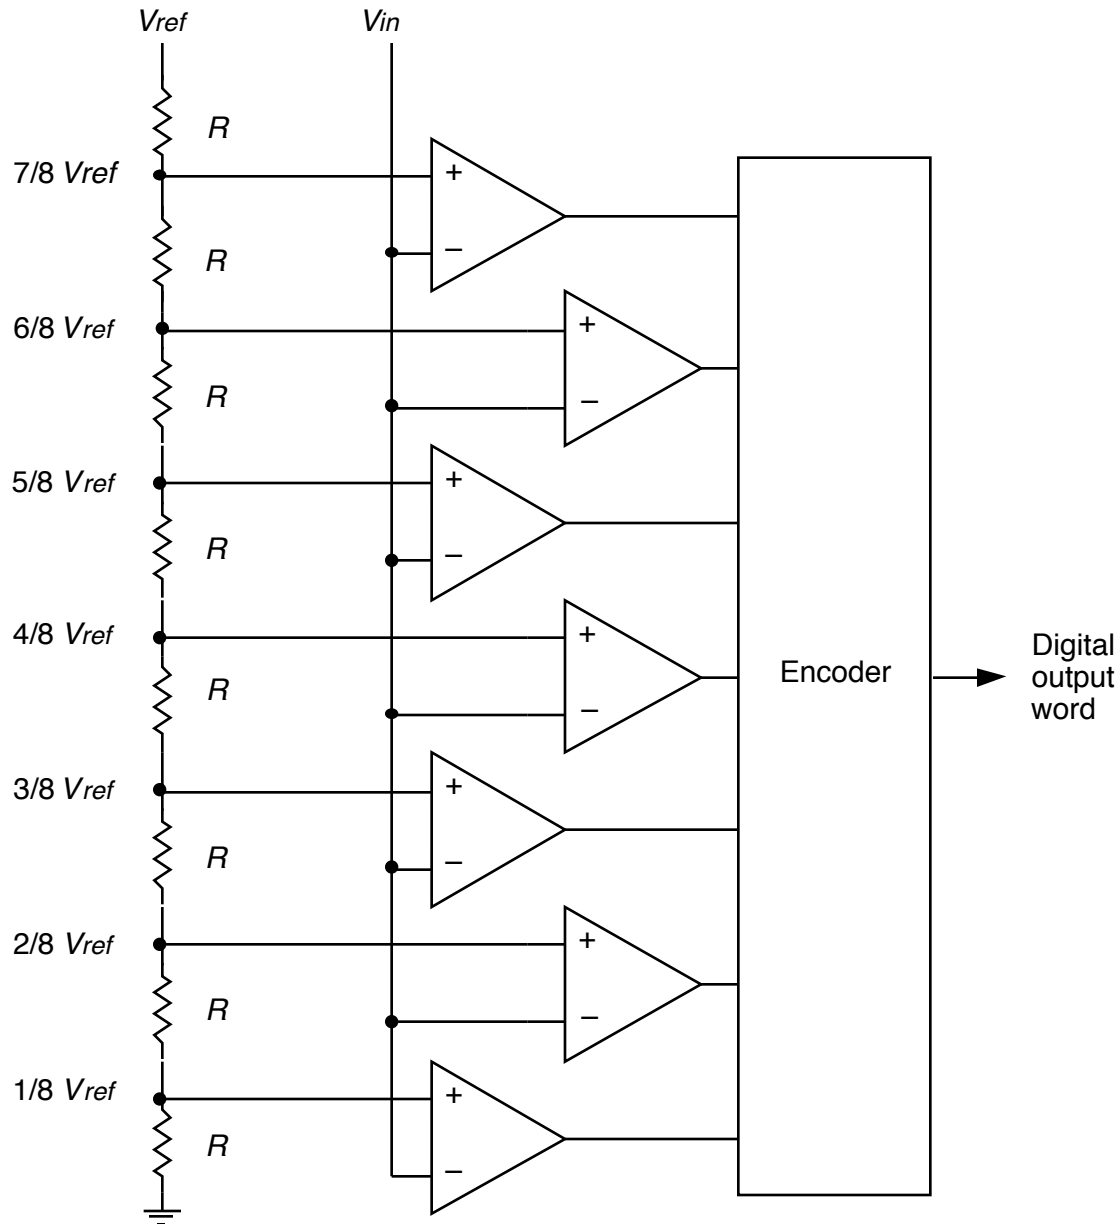 Vref
Vin
R
7/8 Vref
+
−
R
6/8 Vref
+
−
R
5/8 Vref
+
−
R
4/8 Vref
+
−
R
Encoder
Digital
output
word
3/8 Vref
+
−
R
2/8 Vref
+
−
R
1/8 Vref
+
−
R